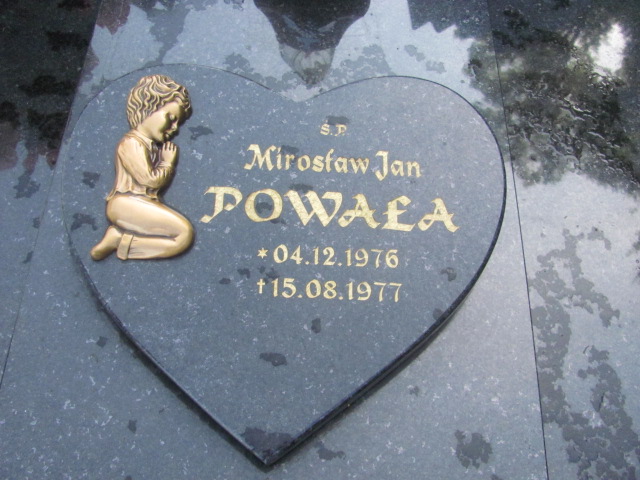 Ś.P.
Mirosław Jan
POWAŁA
*04.12.1976
†15.08.1977